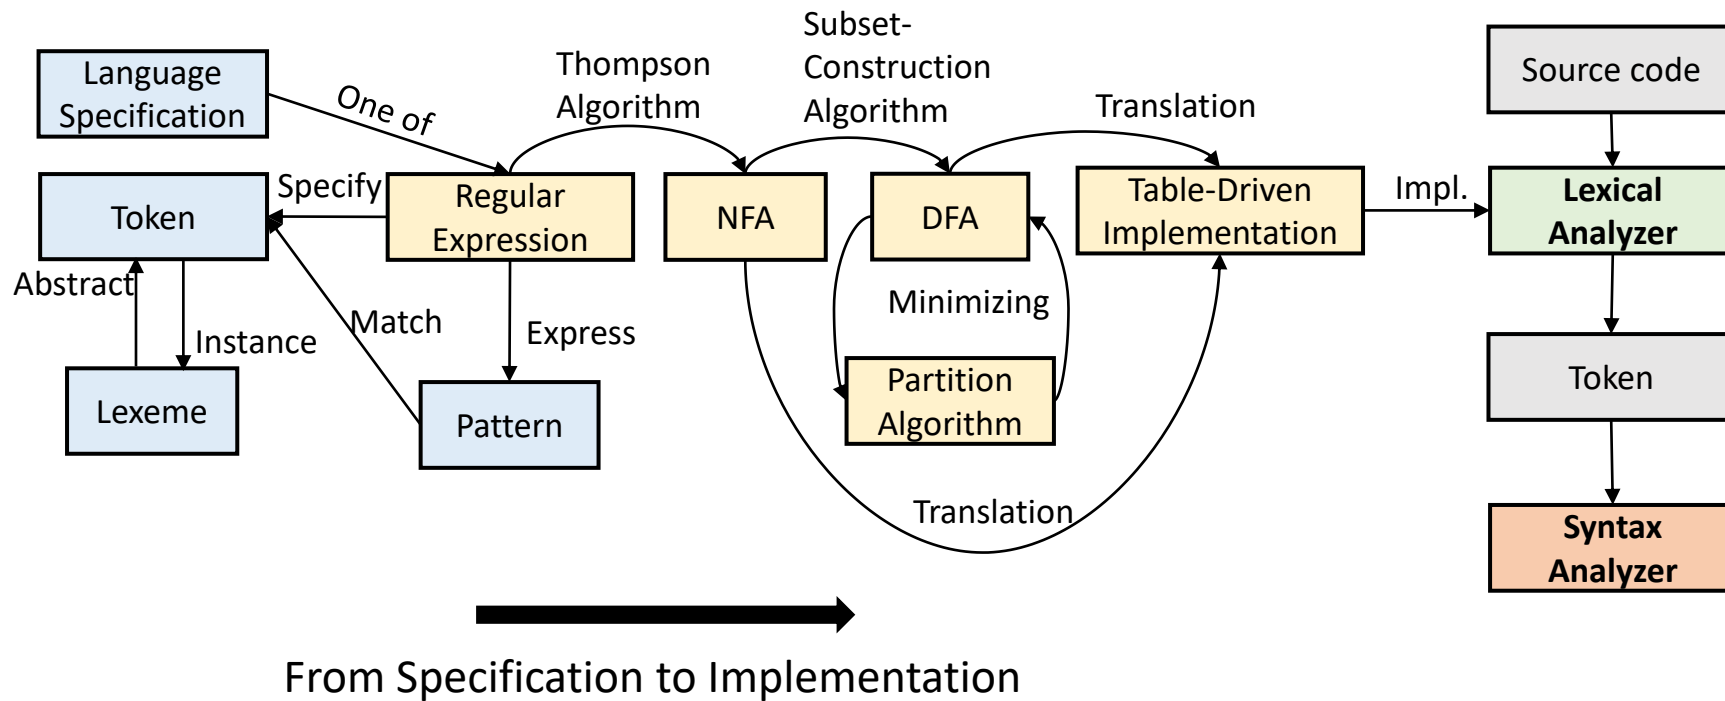 Language
Specification
One of
Thompson
Algorithm
Subset-
Construction
Algorithm
Translation
Source code
Token
Specify
Regular
Expression
NFA
DFA
Table-Driven
Implementation
Impl.
Lexical
Analyzer
Abstract
Instance
Match
Express
Minimizing
Lexeme
Pattern
Partition
Algorithm
Token
Translation
Syntax
Analyzer
From Specification to Implementation